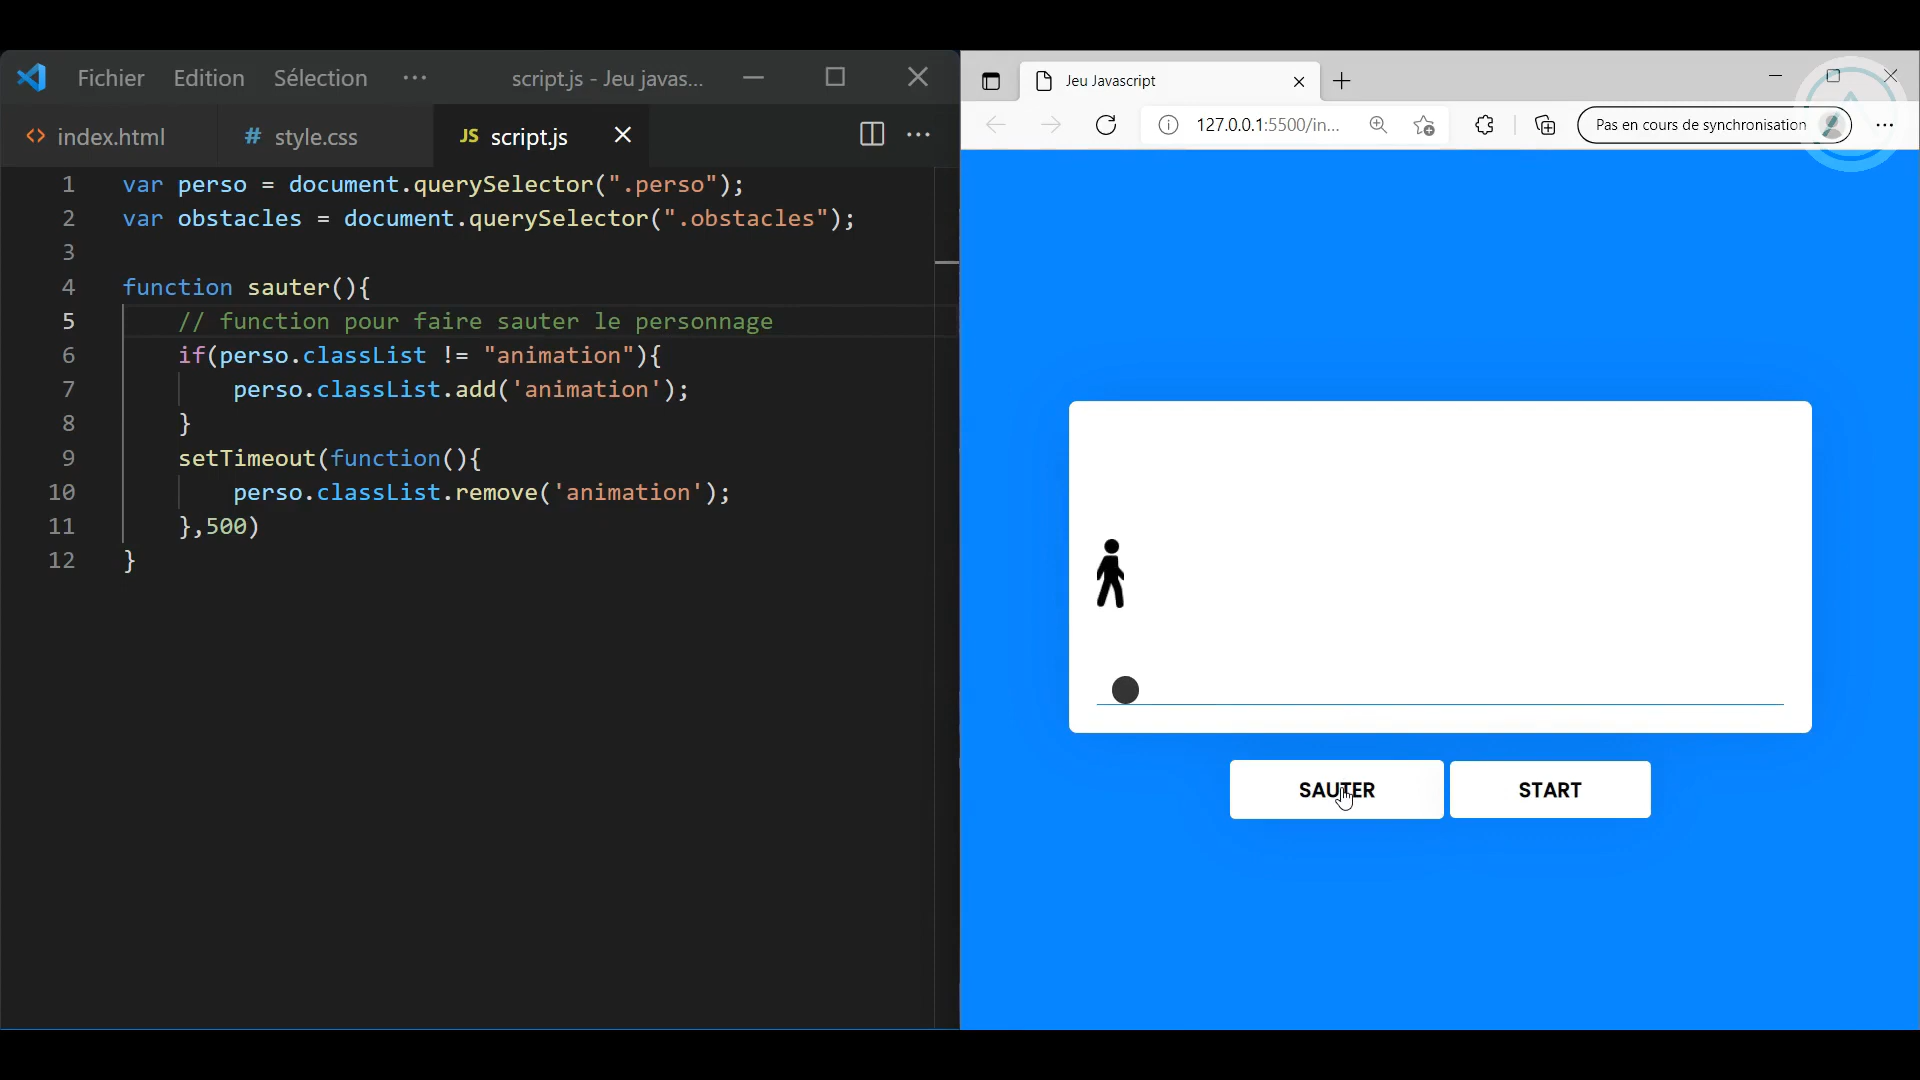 Fichier Edition Sélection ··· script.js - Jeu javas...
index.html # style.css JS script.js
1 var perso = document.querySelector(".perso");
2 var obstacles = document.querySelector(".obstacles");
3
4 function sauter(){
5 // function pour faire sauter le personnage
6 if(perso.classList != "animation"){
7 perso.classList.add('animation');
8 }
9 setTimeout(function(){
10 perso.classList.remove('animation');
11 },500)
12 }
Jeu Javascript
127.0.0.1:5500/in...
Pas en cours de synchronisation
SAUTER
START